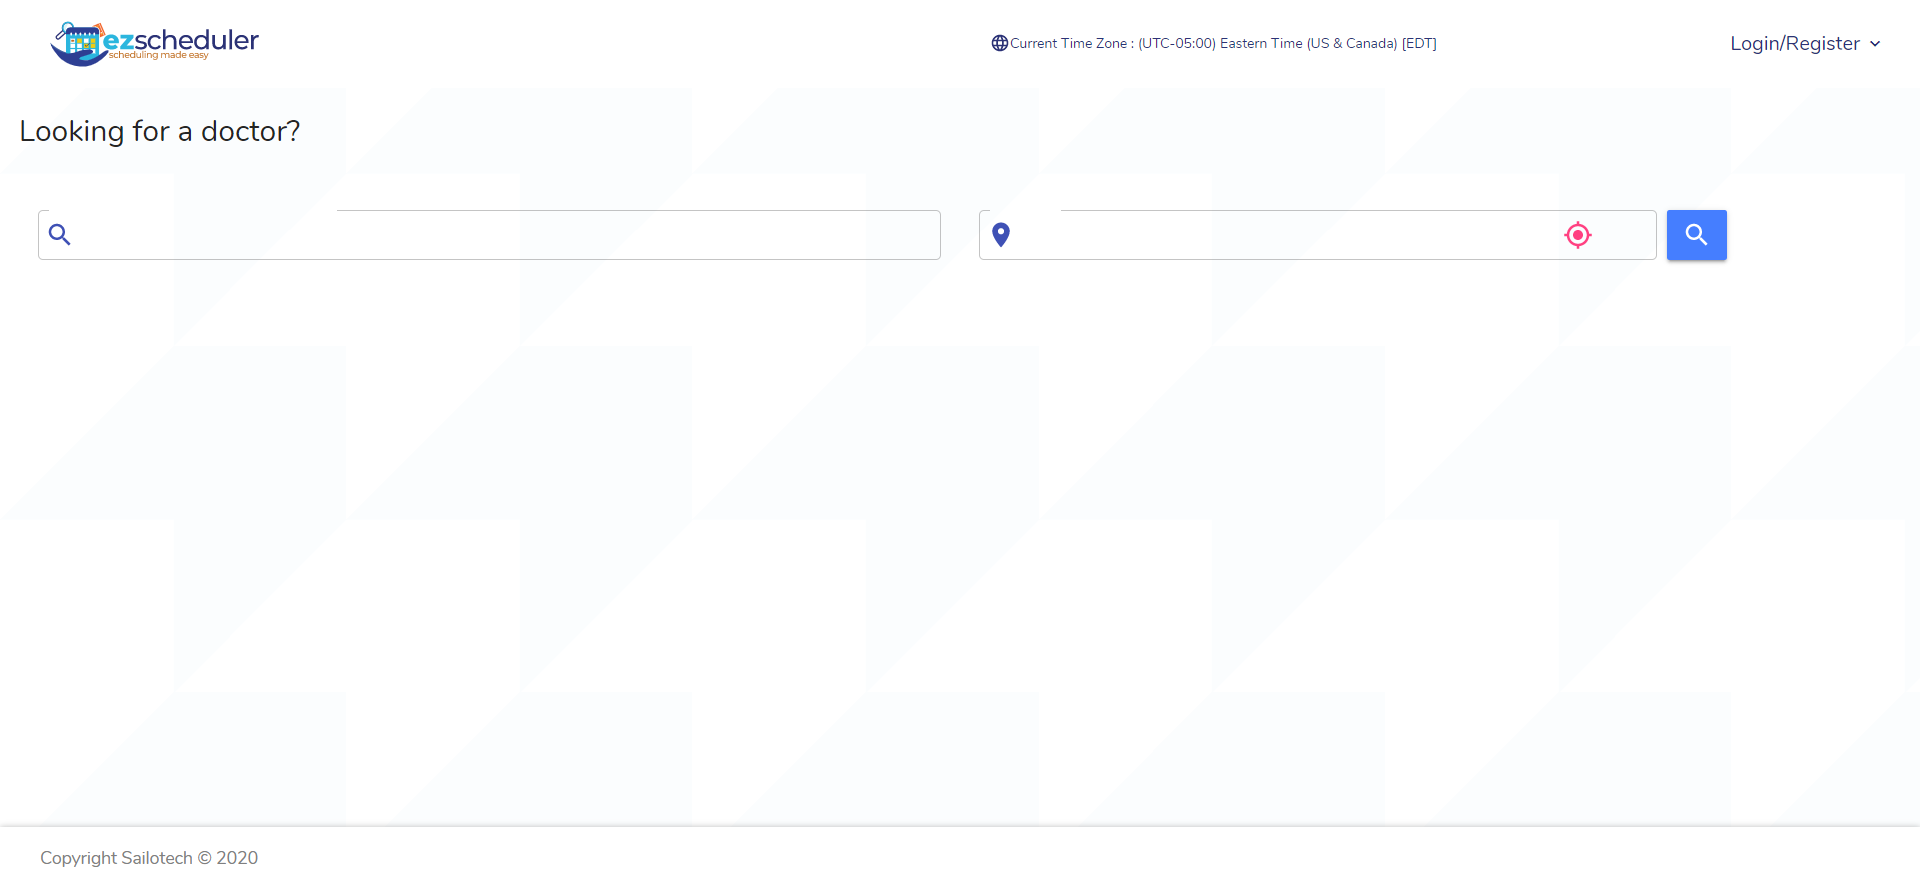 ezscheduler
scheduling made easy
Current Time Zone : (UTC-05:00) Eastern Time (US & Canada) [EDT]
Login/Register
Looking for a doctor?
Copyright Sailotech © 2020